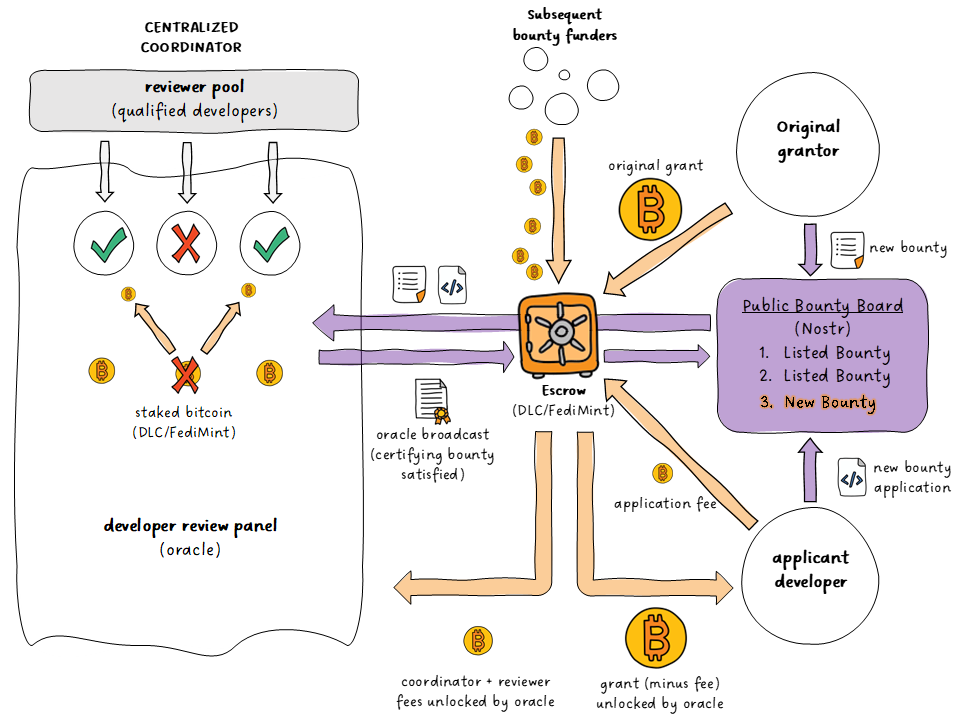 CENTRALIZED
COORDINATOR
reviewer pool
(qualified developers)
Subsequent
bounty funders
original grant
Original
grantor
new bounty
Public Bounty Board
(Nostr)
1. Listed Bounty
2. Listed Bounty
3. New Bounty
Escrow
(DLC/FediMint)
staked bitcoin
(DLC/FediMint)
oracle broadcast
(certifying bounty
satisfied)
new bounty
application
application fee
developer review panel
(oracle)
applicant
developer
coordinator + reviewer
fees unlocked by oracle
grant (minus fee)
unlocked by oracle